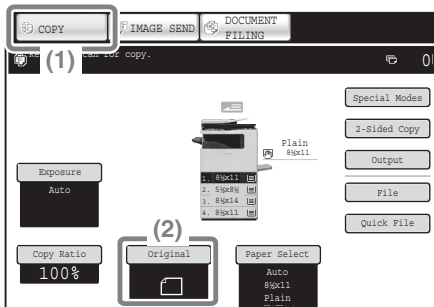 COPY
IMAGE SEND
DOCUMENT
FILING
(1)
an for copy.
Special Modes
Plain
8½x11
2-Sided Copy
1. 8½x11
2. 5½x8½
3. 8½x14
4. 8½x11
Output
Exposure
Auto
File
Quick File
(2)
Copy Ratio
100%
Original
Paper Select
Auto
8½x11
Plain